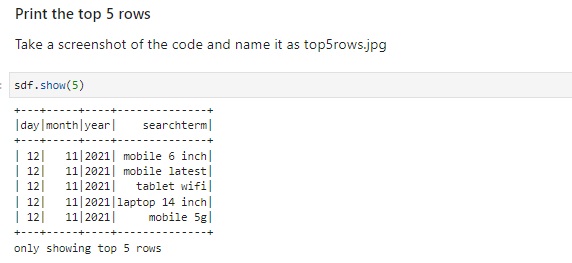 Print the top 5 rows
Take a screenshot of the code and name it as top5rows.jpg
sdf.show(5)
+---+-----+----+--------------+
|day|month|year|    searchterm|
+---+-----+----+--------------+
| 12|   11|2021| mobile 6 inch|
| 12|   11|2021| mobile latest|
| 12|   11|2021|   tablet wifi|
| 12|   11|2021|laptop 14 inch|
| 12|   11|2021|     mobile 5g|
+---+-----+----+--------------+
only showing top 5 rows